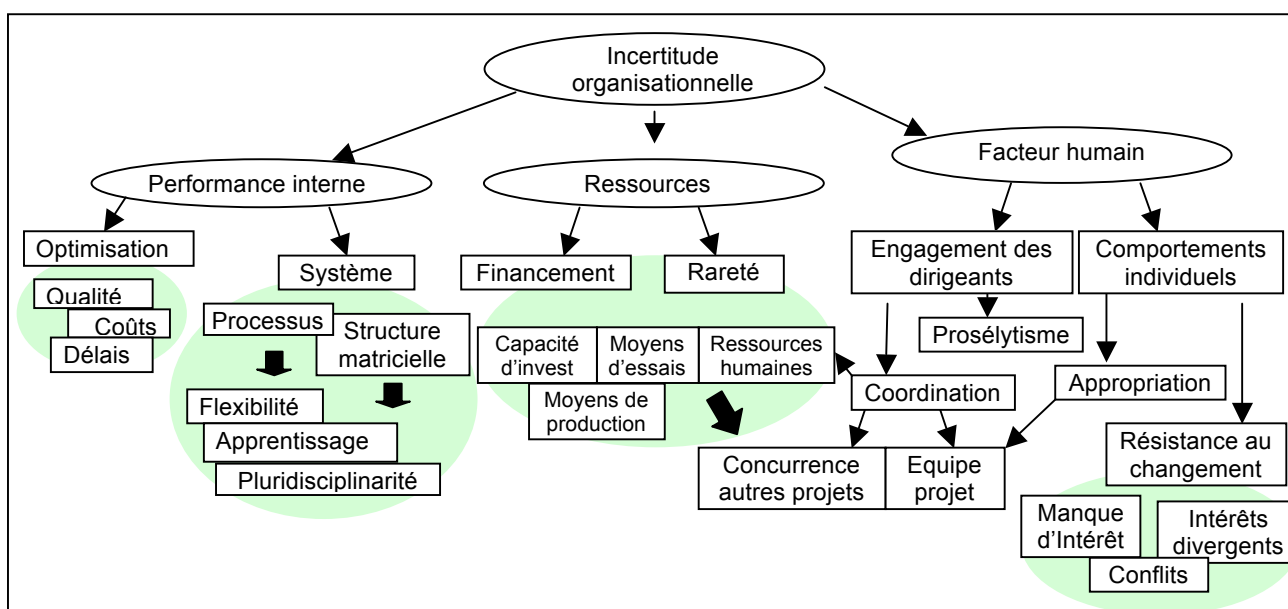 Incertitude
organisationnelle
Performance interne
Ressources
Facteur humain
Optimisation
Qualité
Coûts
Délais
Système
Processus
Structure
matricielle
Flexibilité
Apprentissage
Pluridisciplinarité
Financement
Rareté
Capacité
d'invest
Moyens
d'essais
Ressources
humaines
Moyens de
production
Engagement des
dirigeants
Comportements
individuels
Prosélytisme
Coordination
Appropriation
Concurrence
autres projets
Equipe
projet
Résistance au
changement
Manque
d'Intérêt
Intérêts
divergents
Conflits